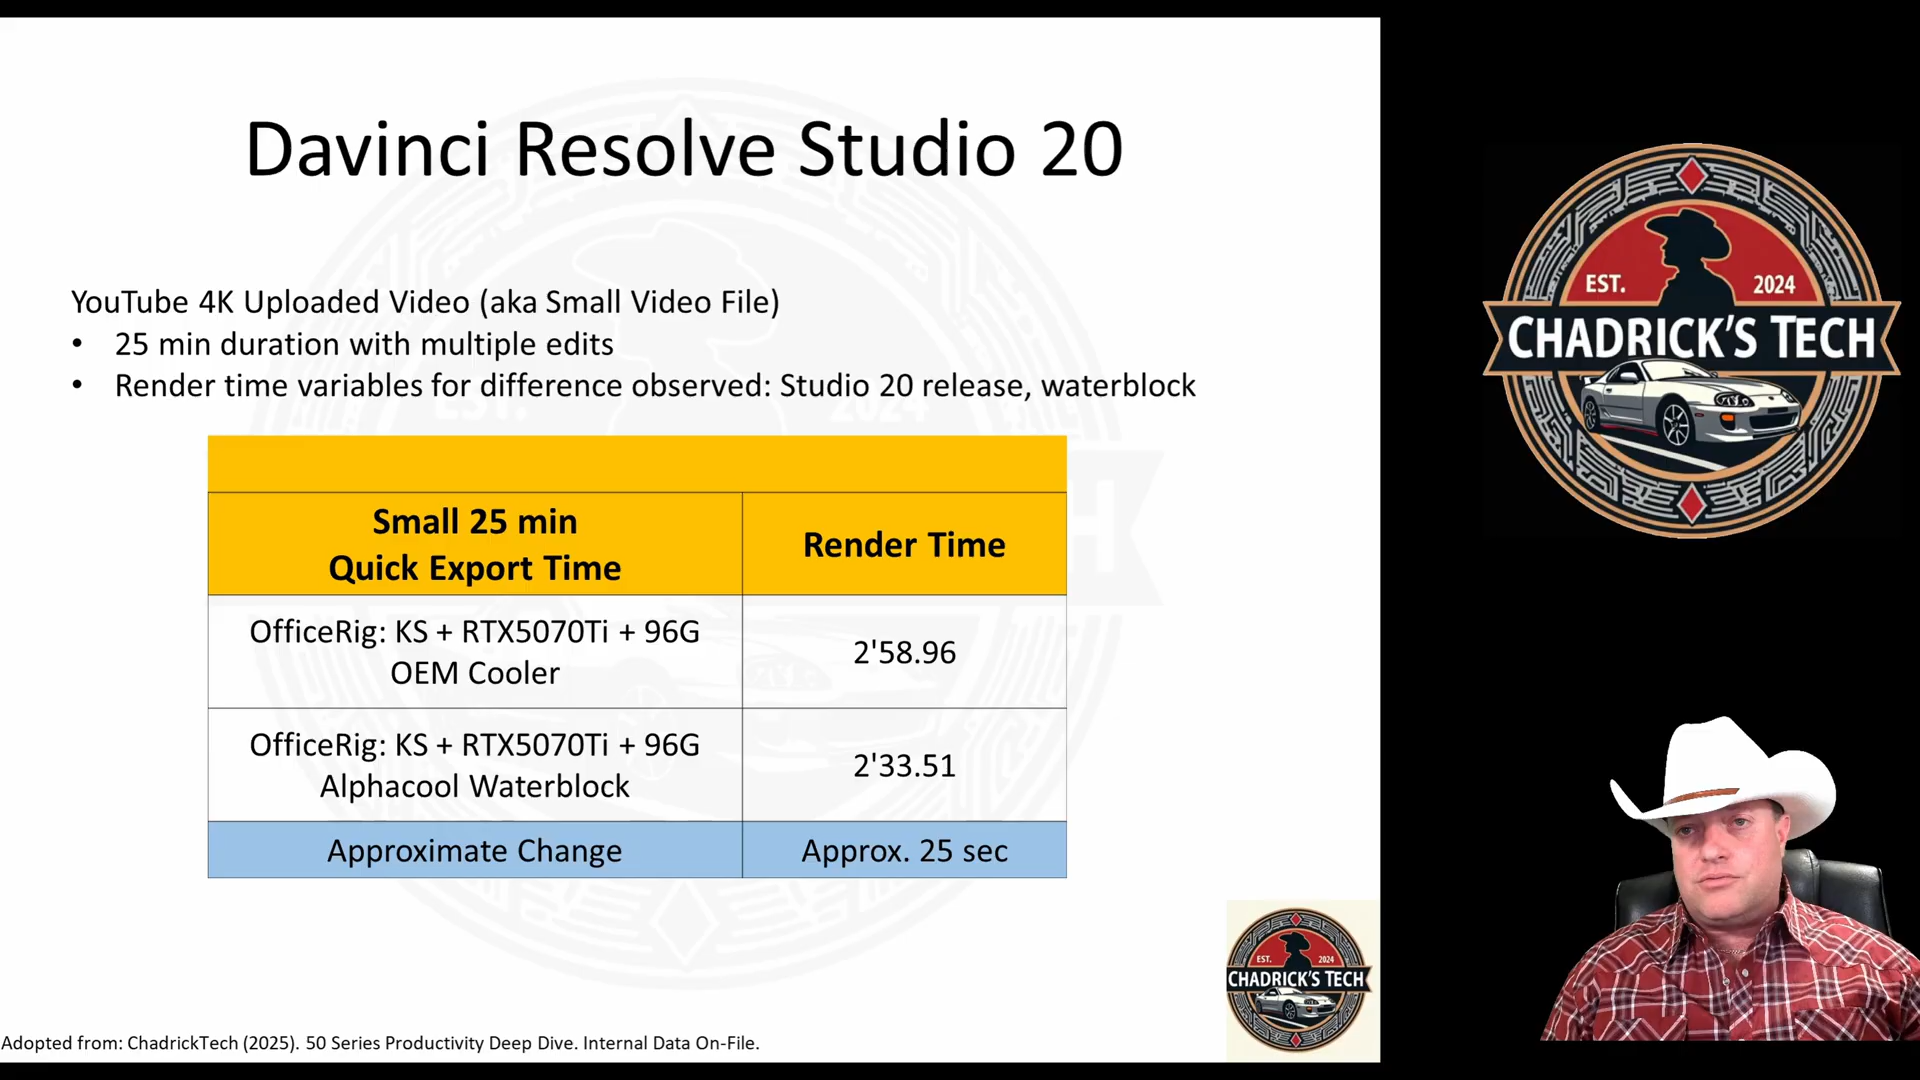 Davinci Resolve Studio 20
YouTube 4K Uploaded Video (aka Small Video File)
• 25 min duration with multiple edits
• Render time variables for difference observed: Studio 20 release, waterblock
Small 25 min
Quick Export Time
Render Time
OfficeRig: KS + RTX5070Ti + 96G
OEM Cooler
2'58.96
OfficeRig: KS + RTX5070Ti + 96G
Alphacool Waterblock
2'33.51
Approximate Change
Approx. 25 sec
Adopted from: ChadrickTech (2025). 50 Series Productivity Deep Dive. Internal Data On-File.
EST. 2024
CHADRICK'S TECH
EST. 2024
CHADRICK'S TECH